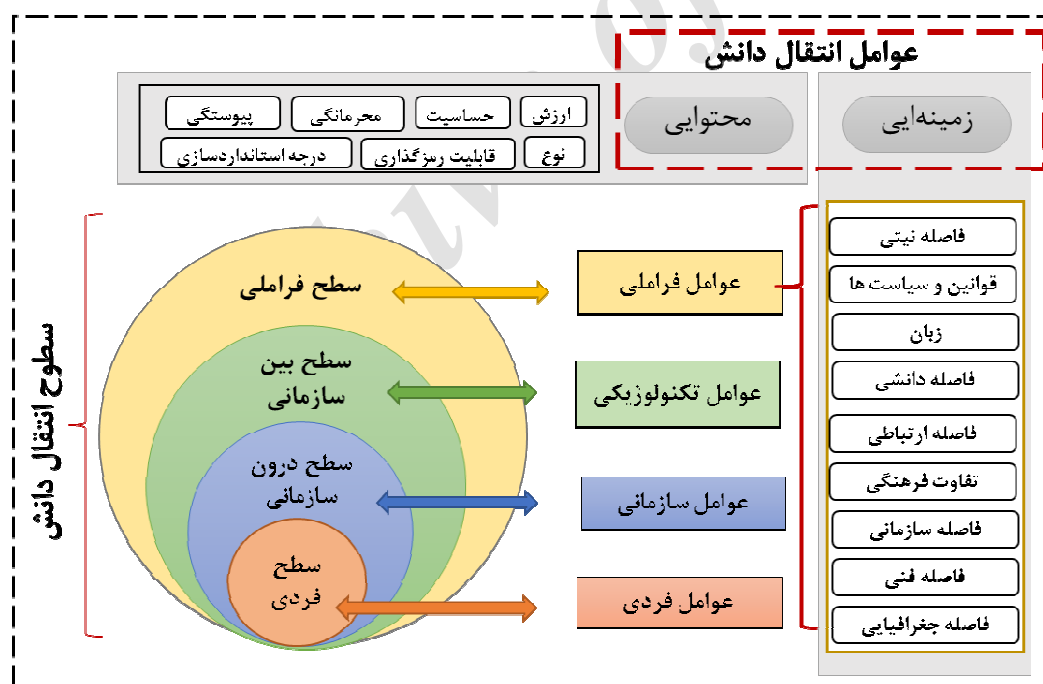 عوامل انتقال دانش
زمینه‌ایی
محتوایی
ارزش
حساسیت
محرمانگی
پیوستگی
نوع
قابلیت رمزگذاری
درجه استانداردسازی
فاصله نیتی
قوانین و سیاست ها
زبان
فاصله دانشی
فاصله ارتباطی
تفاوت فرهنگی
فاصله سازمانی
فاصله فنی
فاصله جغرافیایی
عوامل فراملی
عوامل تکنولوژیکی
عوامل سازمانی
عوامل فردی
سطح فراملی
سطح بین
سازمانی
سطح درون
سازمانی
سطح
فردی
سطوح انتقال دانش